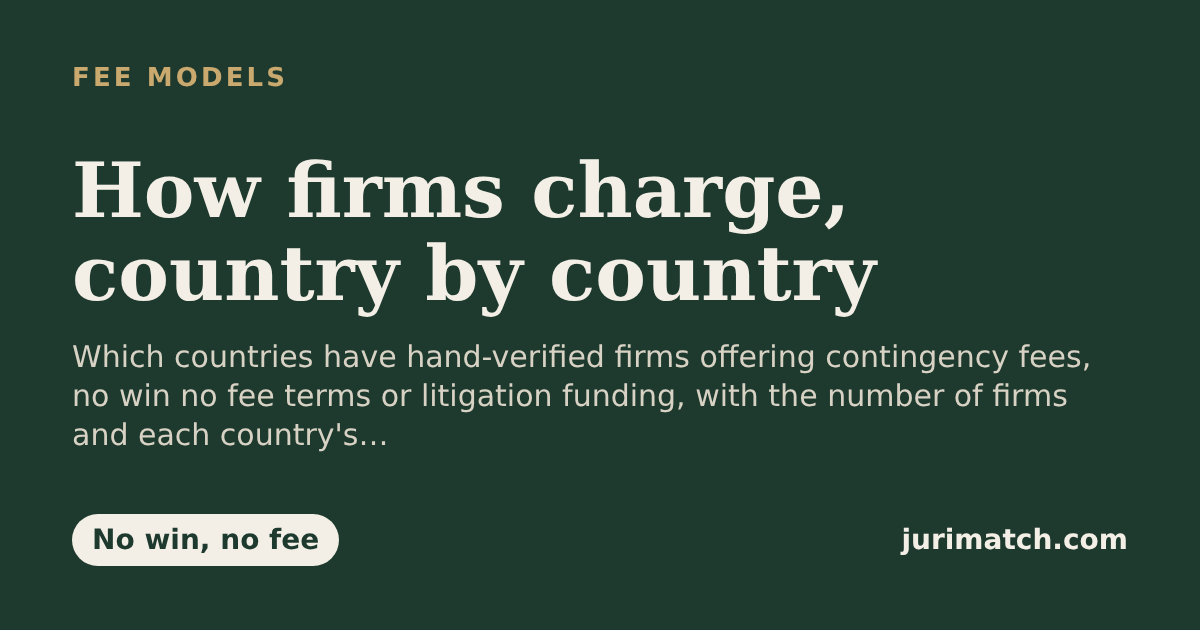 FEE MODELS
How firms charge,
country by country
Which countries have hand-verified firms offering contingency fees,
no win no fee terms or litigation funding, with the number of firms
and each country's...
No win, no fee
jurimatch.com